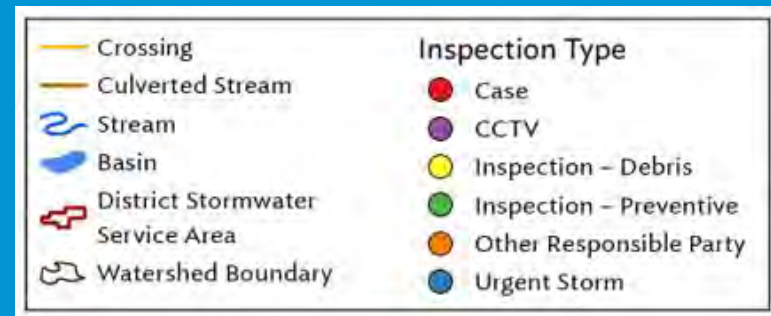 Crossing
Culverted Stream
Stream
Basin
District Stormwater
Service Area
Watershed Boundary
Inspection Type
Case
CCTV
Inspection – Debris
Inspection – Preventive
Other Responsible Party
Urgent Storm